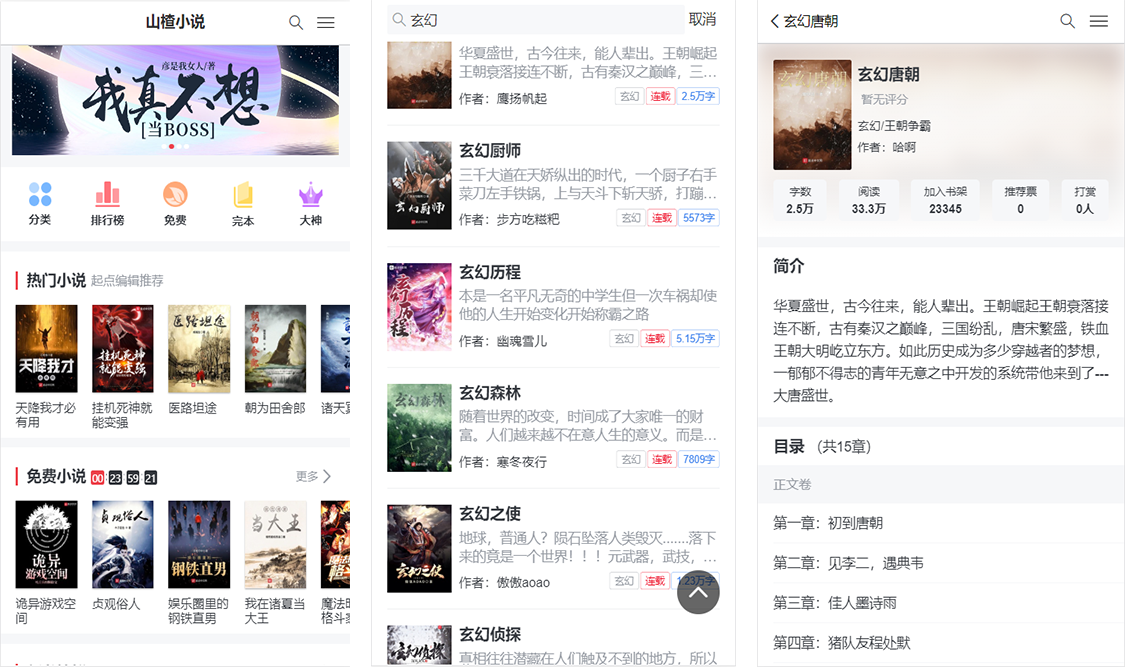 山楂小说
彦是我女人/著
我真不想
[当BOSS]
分类
排行榜
免费
完本
大神
热门小说 起点编辑推荐
天降我才
医路坦途
天降我才必有用
挂机死神就能变强
医路坦途
朝为田舍郎
诸天
免费小说 00:23:59:21
更多
诡异游戏空间
贞观俗人
钢铁直男
当大王
诡异游戏空间
贞观俗人
娱乐圈里的钢铁直男
我在诸夏当大王
魔法
格斗
玄幻
取消
华夏盛世，古今往来，能人辈出。王朝崛起
王朝衰落接连不断，古有秦汉之巅峰，三…
作者：鹰扬帆起
玄幻 连载 2.5万字
玄幻厨师
玄幻厨师
三千大道在天娇纵出的时代，一个厨子右手
菜刀左手铁锅，上与天斗下斩天骄，打蹦…
作者：步方吃糍粑
玄幻 连载 5573字
玄幻历程
玄幻历程
本是一名平凡无奇的中学生但一次车祸却使
他的人生开始变化开始称霸之路
作者：幽魂雪儿
玄幻 连载 5.15万字
玄幻森林
玄幻森林
随着世界的改变，时间成了大家唯一的财
富。人们越来越不在意人生的意义。而是…
作者：寒冬夜行
玄幻 连载 7809字
玄幻之使
玄幻之使
地球，普通人？陨石坠落人类毁灭…….落下
来的竟是一个世界！！！元武器，武技，…
作者：傲傲aoao
玄幻 连载 1.23万字
玄幻侦探
玄幻侦探
真相往往潜藏在人们触及不到的地方，所以
玄幻唐朝
玄幻唐朝
玄幻唐朝
暂无评分
玄幻/王朝争霸
作者：哈啊
字数
2.5万
阅读
33.3万
加入书架
23345
推荐票
0
打赏
0人
简介
华夏盛世，古今往来，能人辈出。王朝崛起王朝衰落接
连不断，古有秦汉之巅峰，三国纷乱，唐宋繁盛，铁血
王朝大明屹立东方。如此历史成为多少穿越者的梦想，
一郁郁不得志的青年无意之中开发的系统带他来到了---
大唐盛世。
目录 （共15章）
正文卷
第一章：初到唐朝
第二章：见李二，遇典韦
第三章：佳人墨诗雨
第四章：猪队友程处默